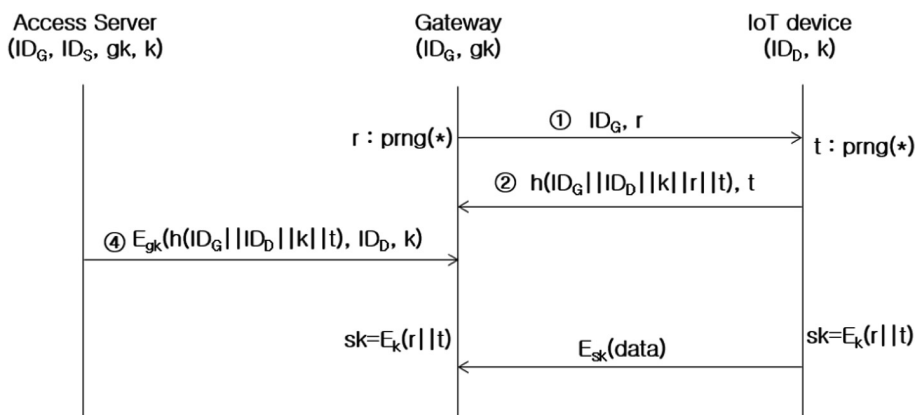 Access Server
(ID_G, ID_S, gk, k)
Gateway
(ID_G, gk)
IoT device
(ID_D, k)
① ID_G, r
r : prng(*)
t : prng(*)
② h(ID_G||ID_D||k||r||t), t
④ E_gk(h(ID_G||ID_D||k||t), ID_D, k)
sk=E_k(r||t)
sk=E_k(r||t)
E_sk(data)